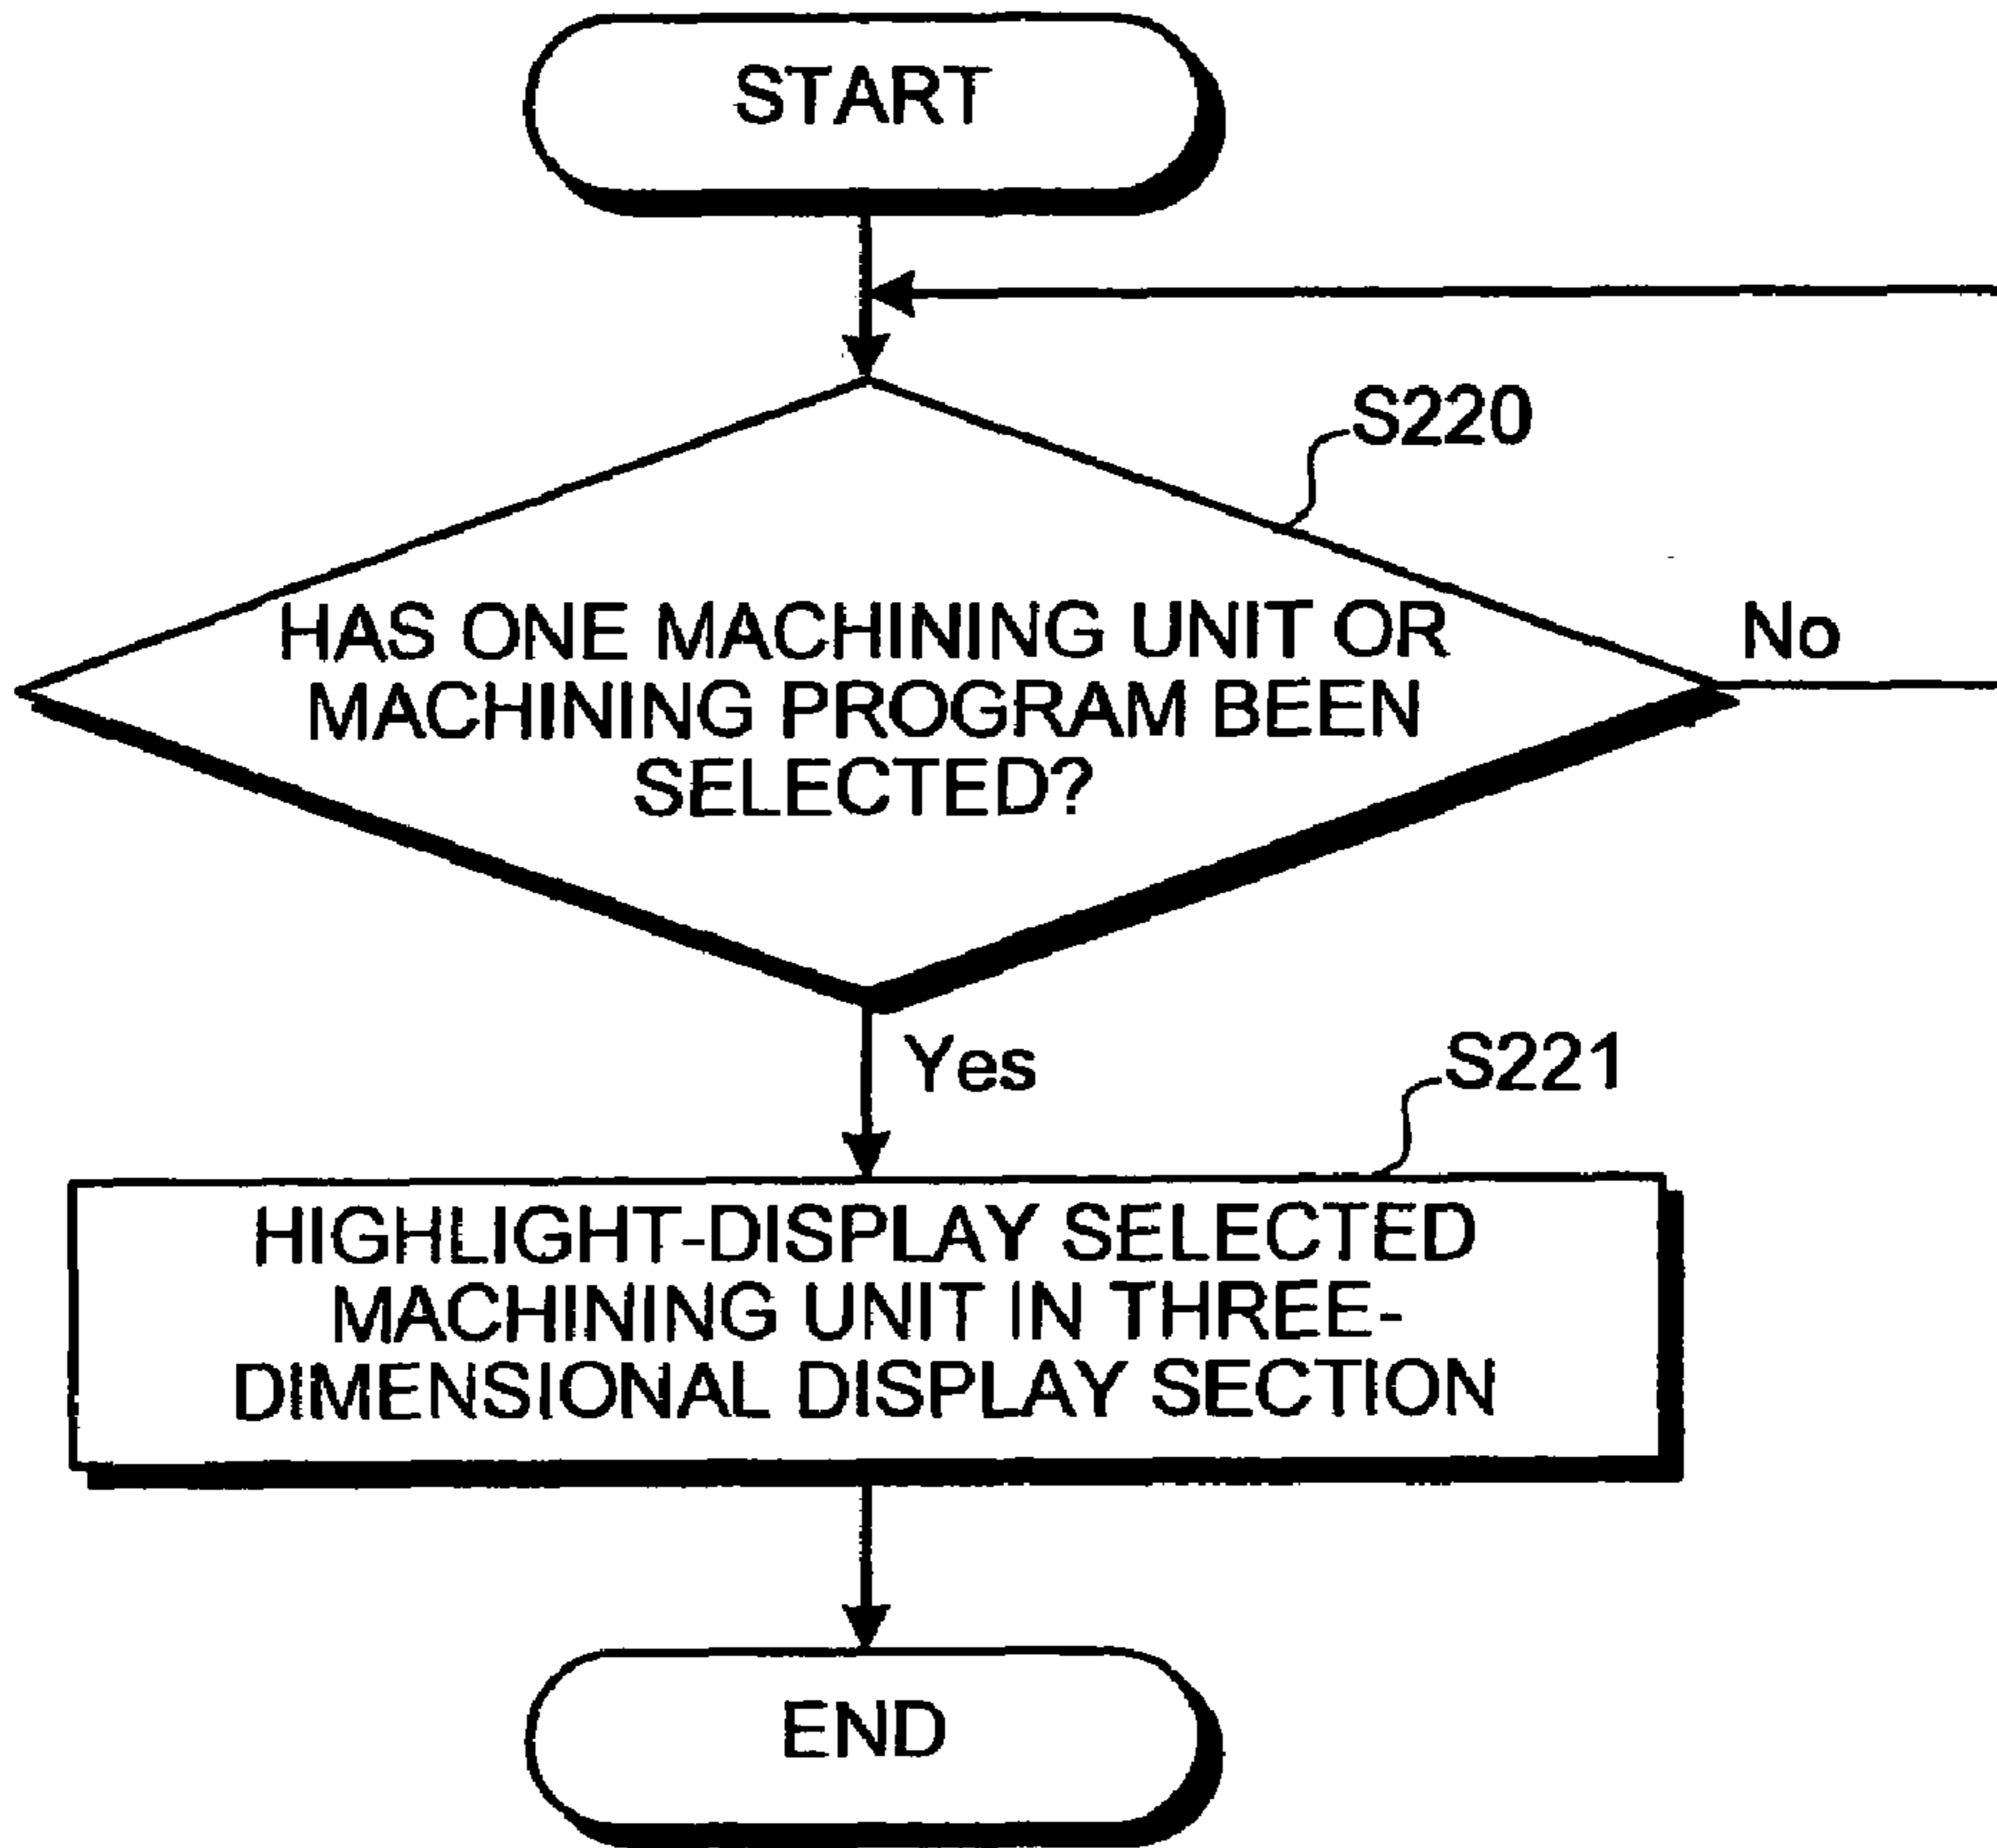 START
S220
HAS ONE MACHINING UNIT OR
MACHINING PROGRAM BEEN
SELECTED?
No
Yes
S221
HIGHLIGHT-DISPLAY SELECTED
MACHINING UNIT IN THREE-
DIMENSIONAL DISPLAY SECTION
END